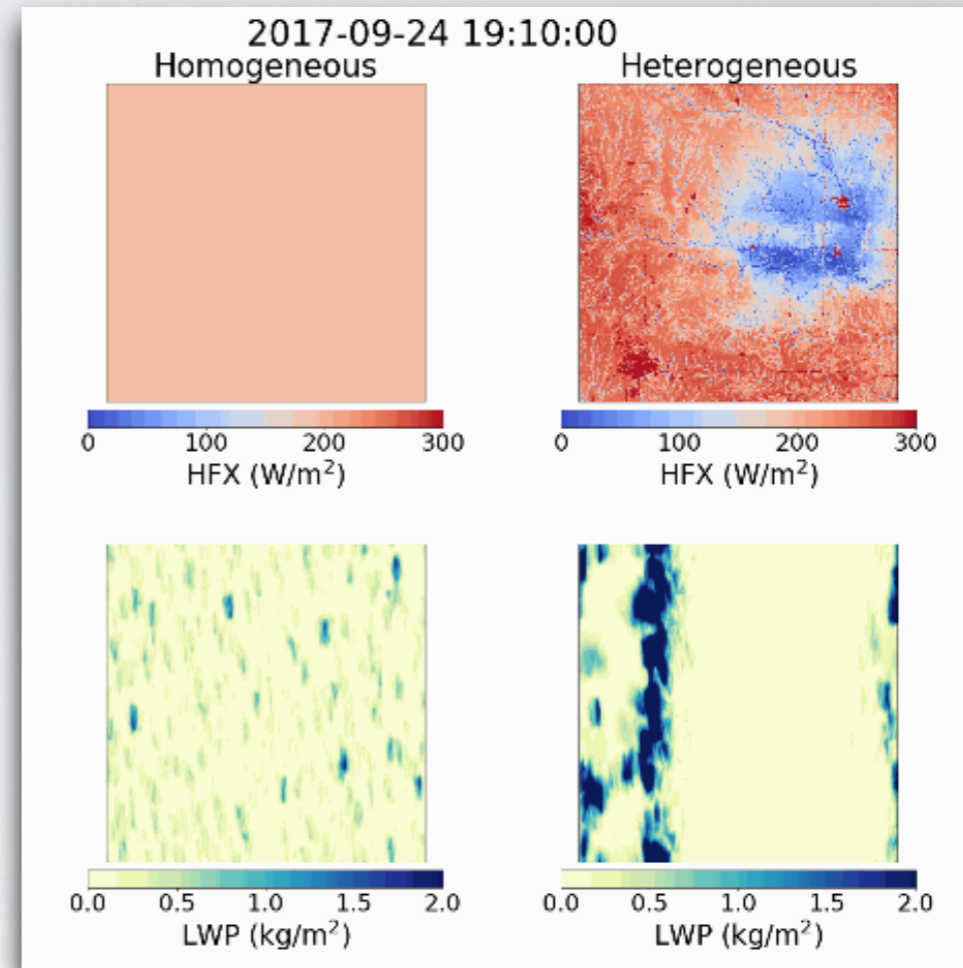 2017-09-24 19:10:00
Homogeneous Heterogeneous
0 100 200 300 0 100 200 300
HFX (W/m²) HFX (W/m²)
0.0 0.5 1.0 1.5 2.0 0.0 0.5 1.0 1.5 2.0
LWP (kg/m²) LWP (kg/m²)